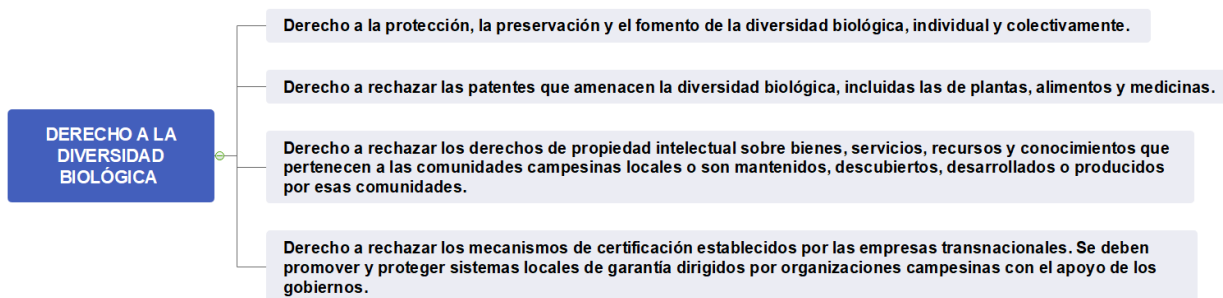 DERECHO A LA
DIVERSIDAD
BIOLÓGICA
Derecho a la protección, la preservación y el fomento de la diversidad biológica, individual y colectivamente.
Derecho a rechazar las patentes que amenacen la diversidad biológica, incluidas las de plantas, alimentos y medicinas.
Derecho a rechazar los derechos de propiedad intelectual sobre bienes, servicios, recursos y conocimientos que
pertenecen a las comunidades campesinas locales o son mantenidos, descubiertos, desarrollados o producidos
por esas comunidades.
Derecho a rechazar los mecanismos de certificación establecidos por las empresas transnacionales. Se deben
promover y proteger sistemas locales de garantía dirigidos por organizaciones campesinas con el apoyo de los
gobiernos.